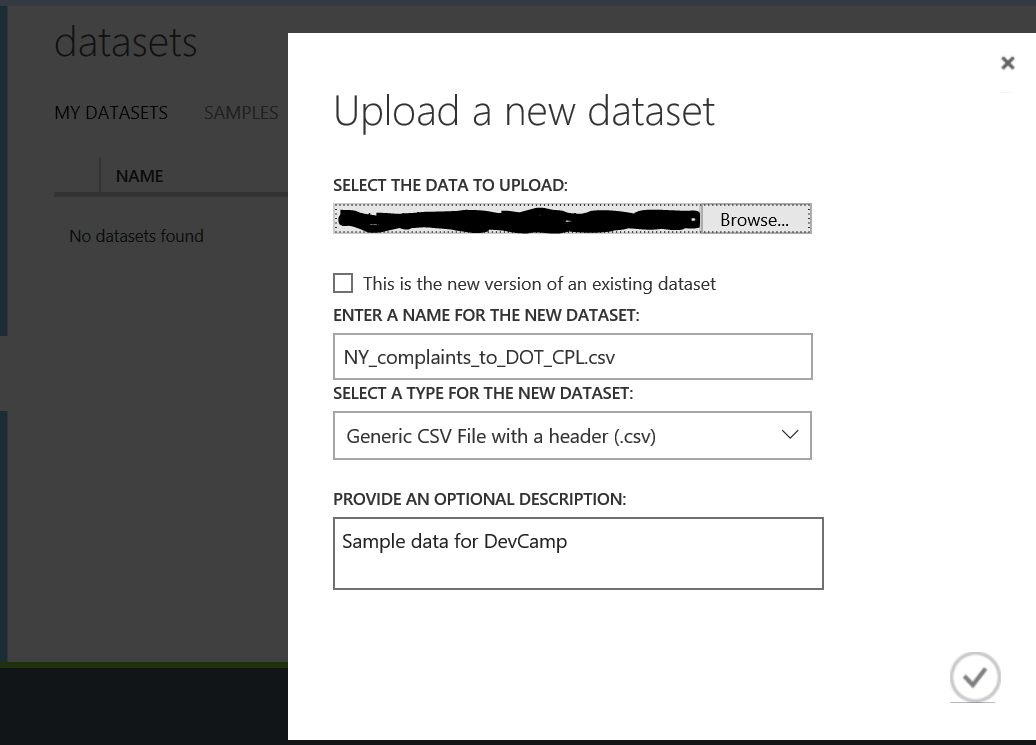 datasets
MY DATASETS SAMPLES
NAME
No datasets found
Upload a new dataset
SELECT THE DATA TO UPLOAD:
Browse...
This is the new version of an existing dataset
ENTER A NAME FOR THE NEW DATASET:
NY_complaints_to_DOT_CPL.csv
SELECT A TYPE FOR THE NEW DATASET:
Generic CSV File with a header (.csv)
PROVIDE AN OPTIONAL DESCRIPTION:
Sample data for DevCamp